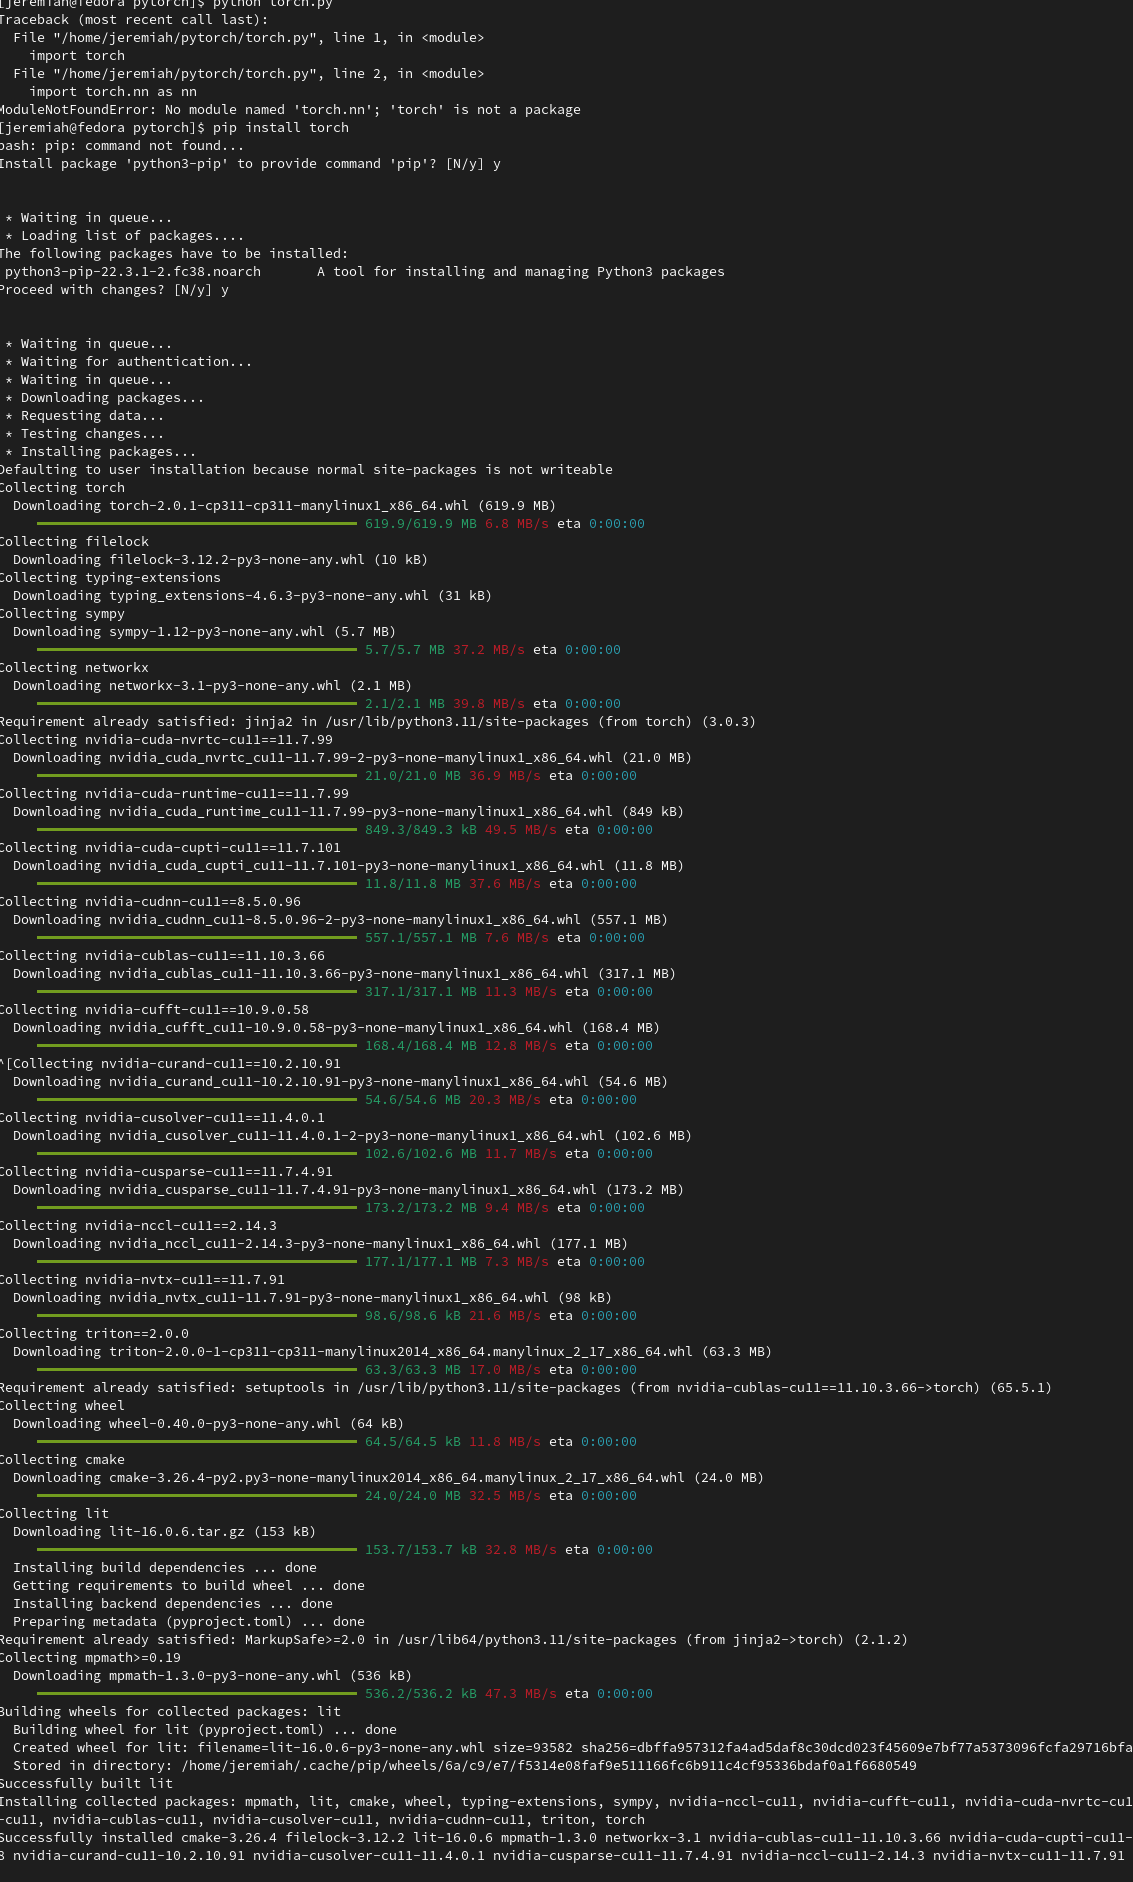 [jeremiah@fedora pytorch]$ python torch.py
Traceback (most recent call last):
  File "/home/jeremiah/pytorch/torch.py", line 1, in <module>
    import torch
  File "/home/jeremiah/pytorch/torch.py", line 2, in <module>
    import torch.nn as nn
ModuleNotFoundError: No module named 'torch.nn'; 'torch' is not a package
[jeremiah@fedora pytorch]$ pip install torch
bash: pip: command not found...
Install package 'python3-pip' to provide command 'pip'? [N/y] y
 * Waiting in queue...
 * Loading list of packages....
The following packages have to be installed:
 python3-pip-22.3.1-2.fc38.noarch       A tool for installing and managing Python3 packages
Proceed with changes? [N/y] y
 * Waiting in queue...
 * Waiting for authentication...
 * Waiting in queue...
 * Downloading packages...
 * Requesting data...
 * Testing changes...
 * Installing packages...
Defaulting to user installation because normal site-packages is not writeable
Collecting torch
  Downloading torch-2.0.1-cp311-cp311-manylinux1_x86_64.whl (619.9 MB)
     619.9/619.9 MB 6.8 MB/s eta 0:00:00
Collecting filelock
  Downloading filelock-3.12.2-py3-none-any.whl (10 kB)
Collecting typing-extensions
  Downloading typing_extensions-4.6.3-py3-none-any.whl (31 kB)
Collecting sympy
  Downloading sympy-1.12-py3-none-any.whl (5.7 MB)
     5.7/5.7 MB 37.2 MB/s eta 0:00:00
Collecting networkx
  Downloading networkx-3.1-py3-none-any.whl (2.1 MB)
     2.1/2.1 MB 39.8 MB/s eta 0:00:00
Requirement already satisfied: jinja2 in /usr/lib/python3.11/site-packages (from torch) (3.0.3)
Collecting nvidia-cuda-nvrtc-cu11==11.7.99
  Downloading nvidia_cuda_nvrtc_cu11-11.7.99-2-py3-none-manylinux1_x86_64.whl (21.0 MB)
     21.0/21.0 MB 36.9 MB/s eta 0:00:00
Collecting nvidia-cuda-runtime-cu11==11.7.99
  Downloading nvidia_cuda_runtime_cu11-11.7.99-py3-none-manylinux1_x86_64.whl (849 kB)
     849.3/849.3 kB 49.5 MB/s eta 0:00:00
Collecting nvidia-cuda-cupti-cu11==11.7.101
  Downloading nvidia_cuda_cupti_cu11-11.7.101-py3-none-manylinux1_x86_64.whl (11.8 MB)
     11.8/11.8 MB 37.6 MB/s eta 0:00:00
Collecting nvidia-cudnn-cu11==8.5.0.96
  Downloading nvidia_cudnn_cu11-8.5.0.96-2-py3-none-manylinux1_x86_64.whl (557.1 MB)
     557.1/557.1 MB 7.6 MB/s eta 0:00:00
Collecting nvidia-cublas-cu11==11.10.3.66
  Downloading nvidia_cublas_cu11-11.10.3.66-py3-none-manylinux1_x86_64.whl (317.1 MB)
     317.1/317.1 MB 11.3 MB/s eta 0:00:00
Collecting nvidia-cufft-cu11==10.9.0.58
  Downloading nvidia_cufft_cu11-10.9.0.58-py3-none-manylinux1_x86_64.whl (168.4 MB)
     168.4/168.4 MB 12.8 MB/s eta 0:00:00
^[Collecting nvidia-curand-cu11==10.2.10.91
  Downloading nvidia_curand_cu11-10.2.10.91-py3-none-manylinux1_x86_64.whl (54.6 MB)
     54.6/54.6 MB 20.3 MB/s eta 0:00:00
Collecting nvidia-cusolver-cu11==11.4.0.1
  Downloading nvidia_cusolver_cu11-11.4.0.1-2-py3-none-manylinux1_x86_64.whl (102.6 MB)
     102.6/102.6 MB 11.7 MB/s eta 0:00:00
Collecting nvidia-cusparse-cu11==11.7.4.91
  Downloading nvidia_cusparse_cu11-11.7.4.91-py3-none-manylinux1_x86_64.whl (173.2 MB)
     173.2/173.2 MB 9.4 MB/s eta 0:00:00
Collecting nvidia-nccl-cu11==2.14.3
  Downloading nvidia_nccl_cu11-2.14.3-py3-none-manylinux1_x86_64.whl (177.1 MB)
     177.1/177.1 MB 7.3 MB/s eta 0:00:00
Collecting nvidia-nvtx-cu11==11.7.91
  Downloading nvidia_nvtx_cu11-11.7.91-py3-none-manylinux1_x86_64.whl (98 kB)
     98.6/98.6 kB 21.6 MB/s eta 0:00:00
Collecting triton==2.0.0
  Downloading triton-2.0.0-1-cp311-cp311-manylinux2014_x86_64.manylinux_2_17_x86_64.whl (63.3 MB)
     63.3/63.3 MB 17.0 MB/s eta 0:00:00
Requirement already satisfied: setuptools in /usr/lib/python3.11/site-packages (from nvidia-cublas-cu11==11.10.3.66->torch) (65.5.1)
Collecting wheel
  Downloading wheel-0.40.0-py3-none-any.whl (64 kB)
     64.5/64.5 kB 11.8 MB/s eta 0:00:00
Collecting cmake
  Downloading cmake-3.26.4-py2.py3-none-manylinux2014_x86_64.manylinux_2_17_x86_64.whl (24.0 MB)
     24.0/24.0 MB 32.5 MB/s eta 0:00:00
Collecting lit
  Downloading lit-16.0.6.tar.gz (153 kB)
     153.7/153.7 kB 32.8 MB/s eta 0:00:00
  Installing build dependencies ... done
  Getting requirements to build wheel ... done
  Installing backend dependencies ... done
  Preparing metadata (pyproject.toml) ... done
Requirement already satisfied: MarkupSafe>=2.0 in /usr/lib64/python3.11/site-packages (from jinja2->torch) (2.1.2)
Collecting mpmath>=0.19
  Downloading mpmath-1.3.0-py3-none-any.whl (536 kB)
     536.2/536.2 kB 47.3 MB/s eta 0:00:00
Building wheels for collected packages: lit
  Building wheel for lit (pyproject.toml) ... done
  Created wheel for lit: filename=lit-16.0.6-py3-none-any.whl size=93582 sha256=dbffa957312fa4ad5daf8c30dcd023f45609e7bf77a5373096fcfa29716bfa
  Stored in directory: /home/jeremiah/.cache/pip/wheels/6a/c9/e7/f5314e08faf9e511166fc6b911c4cf95336bdaf0a1f6680549
Successfully built lit
Installing collected packages: mpmath, lit, cmake, wheel, typing-extensions, sympy, nvidia-nccl-cu11, nvidia-cufft-cu11, nvidia-cuda-nvrtc-cu1
-cu11, nvidia-cublas-cu11, nvidia-cusolver-cu11, nvidia-cudnn-cu11, triton, torch
Successfully installed cmake-3.26.4 filelock-3.12.2 lit-16.0.6 mpmath-1.3.0 networkx-3.1 nvidia-cublas-cu11-11.10.3.66 nvidia-cuda-cupti-cu11-
8 nvidia-curand-cu11-10.2.10.91 nvidia-cusolver-cu11-11.4.0.1 nvidia-cusparse-cu11-11.7.4.91 nvidia-nccl-cu11-2.14.3 nvidia-nvtx-cu11-11.7.91